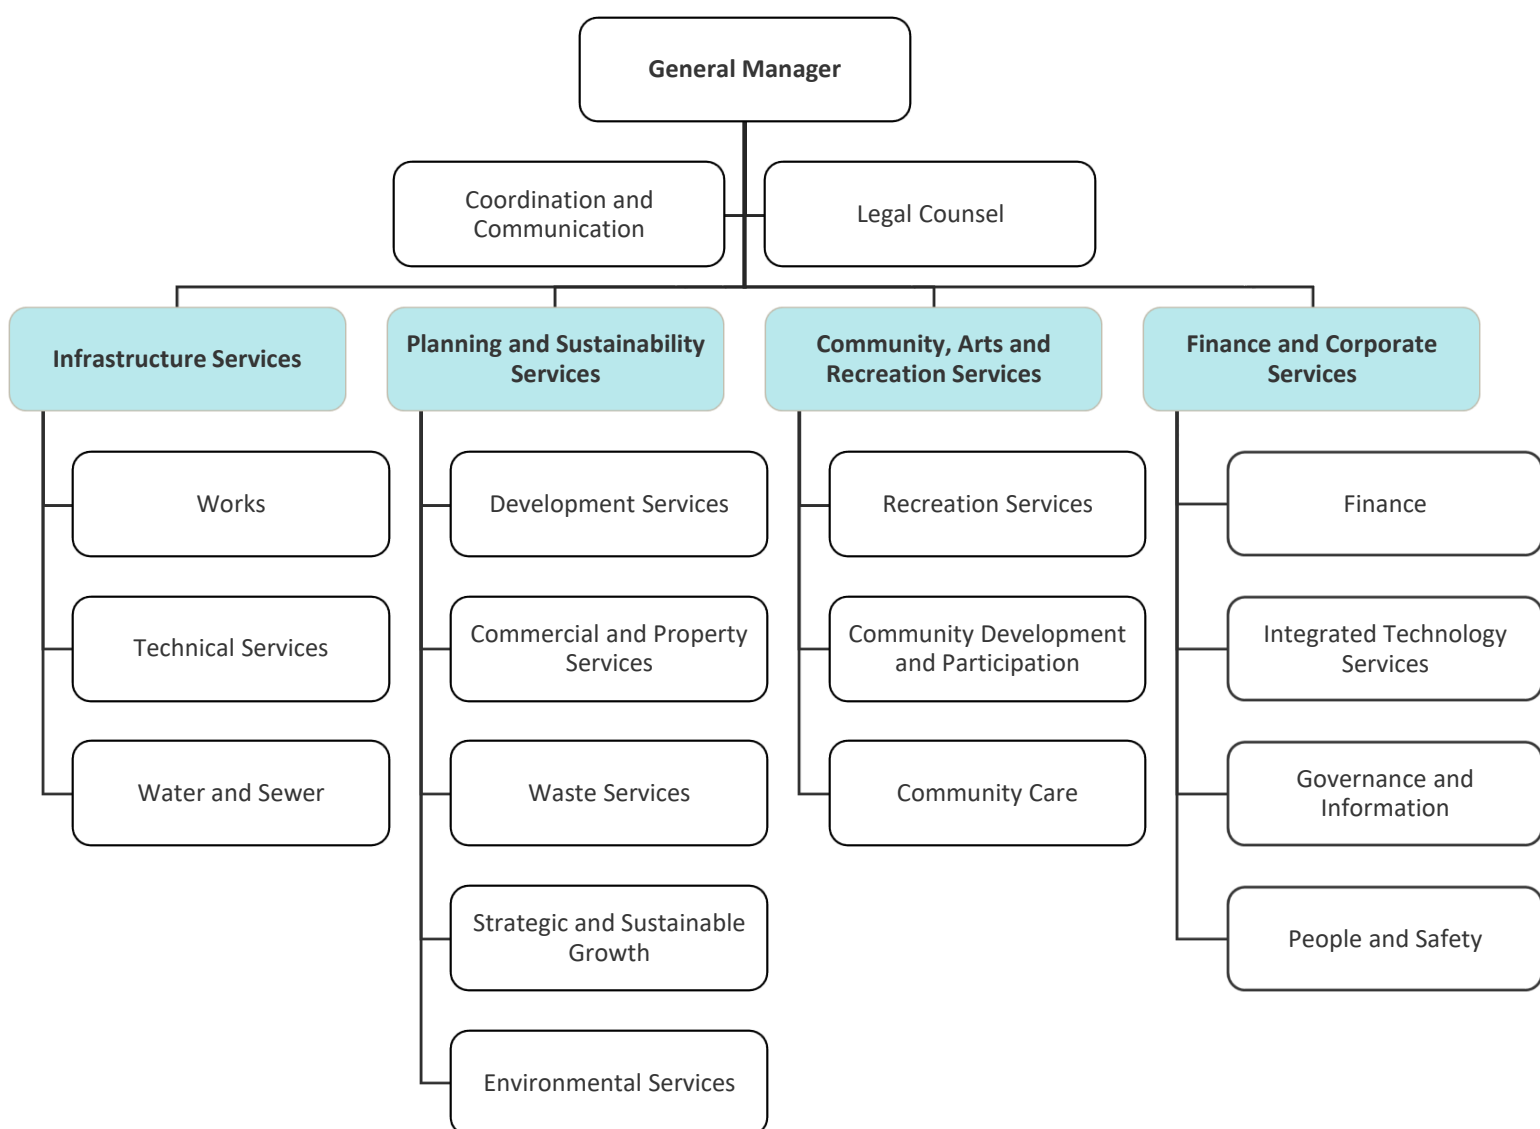 General Manager
Coordination and
Communication
Legal Counsel
Infrastructure Services
Planning and Sustainability
Services
Community, Arts and
Recreation Services
Finance and Corporate
Services
Works
Technical Services
Water and Sewer
Development Services
Commercial and Property
Services
Waste Services
Strategic and Sustainable
Growth
Environmental Services
Recreation Services
Community Development
and Participation
Community Care
Finance
Integrated Technology
Services
Governance and
Information
People and Safety